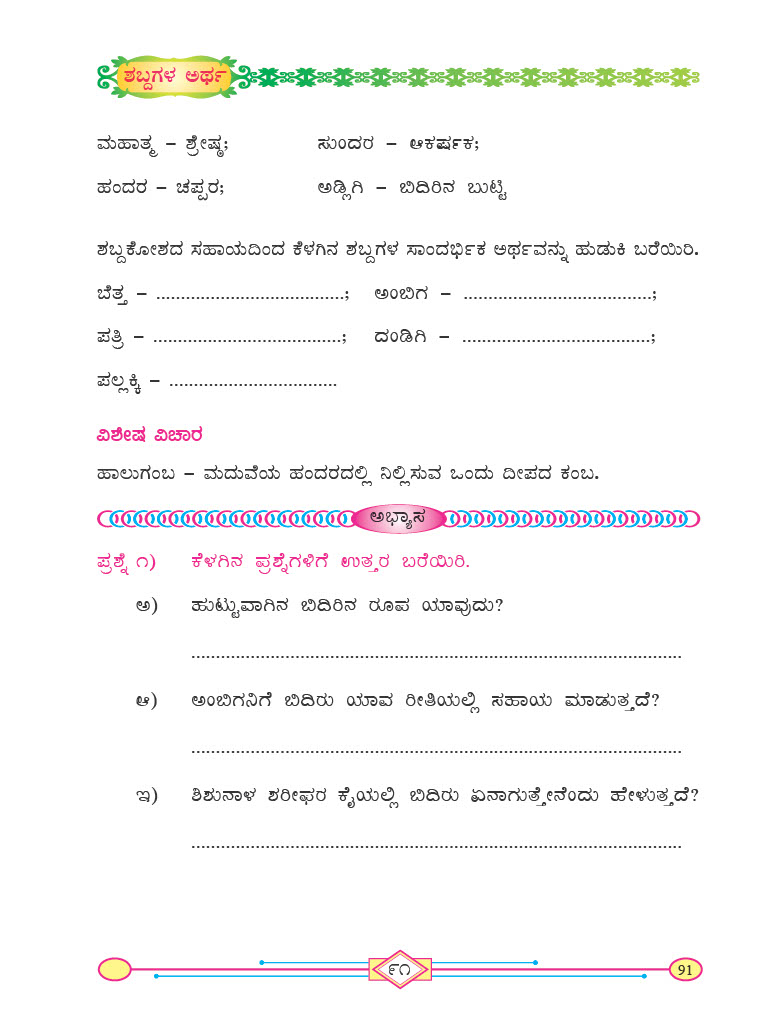 ಶಬ್ದಗಳ ಅರ್ಥ
ಮಹಾತ್ಮ – ಶ್ರೇಷ್ಠ; ಸುಂದರ – ಆಕರ್ಷಕ;
ಹಂದರ – ಚಪ್ಪರ; ಅಡ್ಲಿಗಿ – ಬಿದಿರಿನ ಬುಟ್ಟಿ
ಶಬ್ದಕೋಶದ ಸಹಾಯದಿಂದ ಕೆಳಗಿನ ಶಬ್ದಗಳ ಸಾಂದರ್ಭಿಕ ಅರ್ಥವನ್ನು ಹುಡುಕಿ ಬರೆಯಿರಿ.
ಬೆತ್ತ – ......................................; ಅಂಬಿಗ – ......................................;
ಪತ್ರಿ – ......................................; ದಂಡಿಗಿ – ......................................;
ಪಲ್ಲಕ್ಕಿ – ..................................
ವಿಶೇಷ ವಿಚಾರ
ಹಾಲುಗಂಬ – ಮದುವೆಯ ಹಂದರದಲ್ಲಿ ನಿಲ್ಲಿಸುವ ಒಂದು ದೀಪದ ಕಂಬ.
ಅಭ್ಯಾಸ
ಪ್ರಶ್ನೆ ೧) ಕೆಳಗಿನ ಪ್ರಶ್ನೆಗಳಿಗೆ ಉತ್ತರ ಬರೆಯಿರಿ.
ಅ) ಹುಟ್ಟುವಾಗಿನ ಬಿದಿರಿನ ರೂಪ ಯಾವುದು?
...................................................................................................
ಆ) ಅಂಬಿಗನಿಗೆ ಬಿದಿರು ಯಾವ ರೀತಿಯಲ್ಲಿ ಸಹಾಯ ಮಾಡುತ್ತದೆ?
...................................................................................................
ಇ) ಶಿಶುನಾಳ ಶರೀಫರ ಕೈಯಲ್ಲಿ ಬಿದಿರು ಏನಾಗುತ್ತೇನೆಂದು ಹೇಳುತ್ತದೆ?
...................................................................................................
೯೧ 91